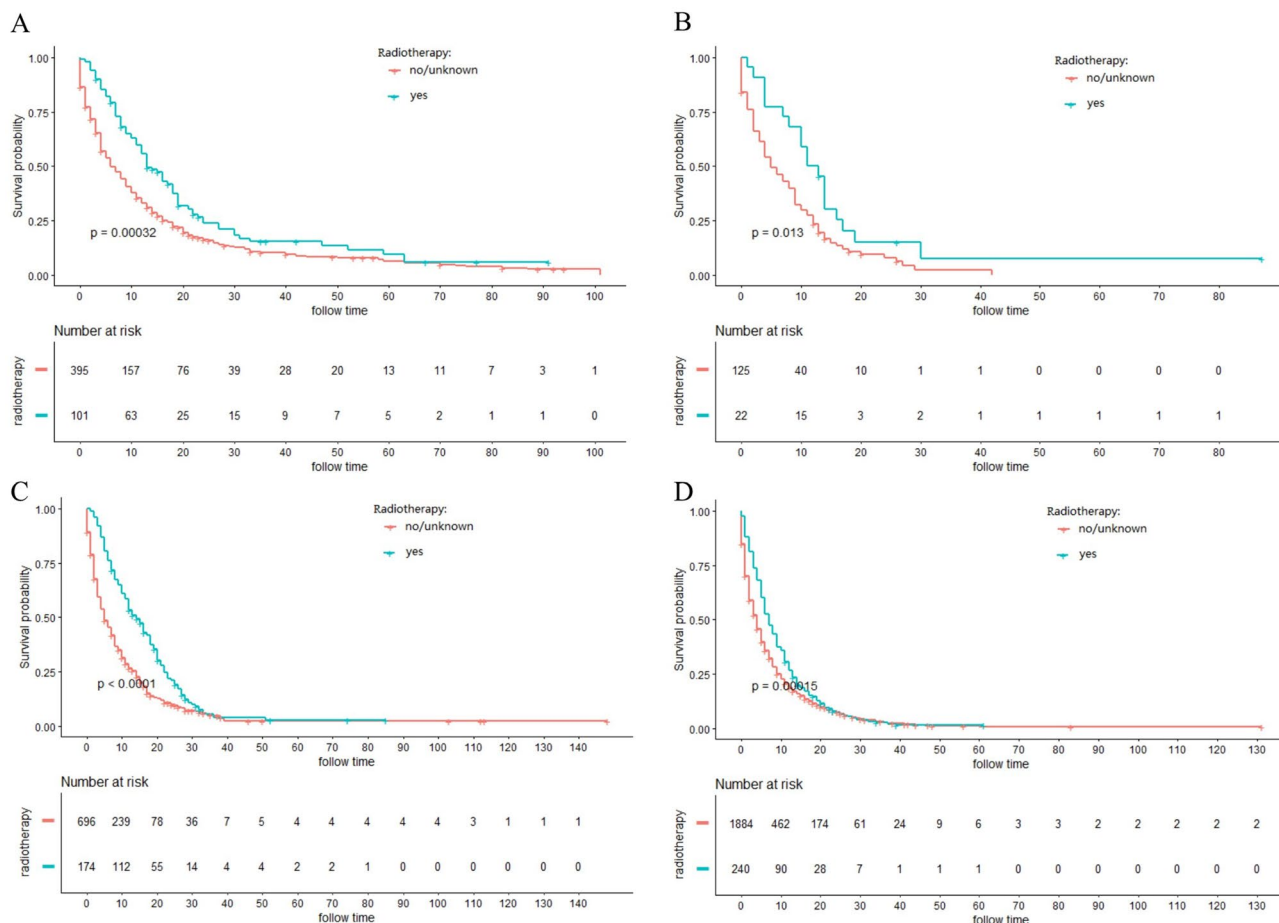 A
Radiotherapy:
no/unknown
yes
1.00
0.75
0.50
0.25
0.00
Survival probability
p = 0.00032
0 10 20 30 40 50 60 70 80 90 100
follow time
Number at risk
radiotherapy
395 157 76 39 28 20 13 11 7 3 1
101 63 25 15 9 7 5 2 1 1 0
0 10 20 30 40 50 60 70 80 90 100
follow time
B
Radiotherapy:
no/unknown
yes
1.00
0.75
0.50
0.25
0.00
Survival probability
p = 0.013
0 10 20 30 40 50 60 70 80
follow time
Number at risk
radiotherapy
125 40 10 1 1 0 0 0 0
22 15 3 2 1 1 1 1 1
0 10 20 30 40 50 60 70 80
follow time
C
Radiotherapy:
no/unknown
yes
1.00
0.75
0.50
0.25
0.00
Survival probability
p < 0.0001
0 10 20 30 40 50 60 70 80 90 100 110 120 130 140
follow time
Number at risk
radiotherapy
696 239 78 36 7 5 4 4 4 4 4 3 1 1 1
174 112 55 14 4 4 2 2 1 0 0 0 0 0 0
0 10 20 30 40 50 60 70 80 90 100 110 120 130 140
follow time
D
Radiotherapy:
no/unknown
yes
1.00
0.75
0.50
0.25
0.00
Survival probability
p = 0.00015
0 10 20 30 40 50 60 70 80 90 100 110 120 130
follow time
Number at risk
radiotherapy
1884 462 174 61 24 9 6 3 3 2 2 2 2 2
240 90 28 7 1 1 1 0 0 0 0 0 0 0
0 10 20 30 40 50 60 70 80 90 100 110 120 130
follow time